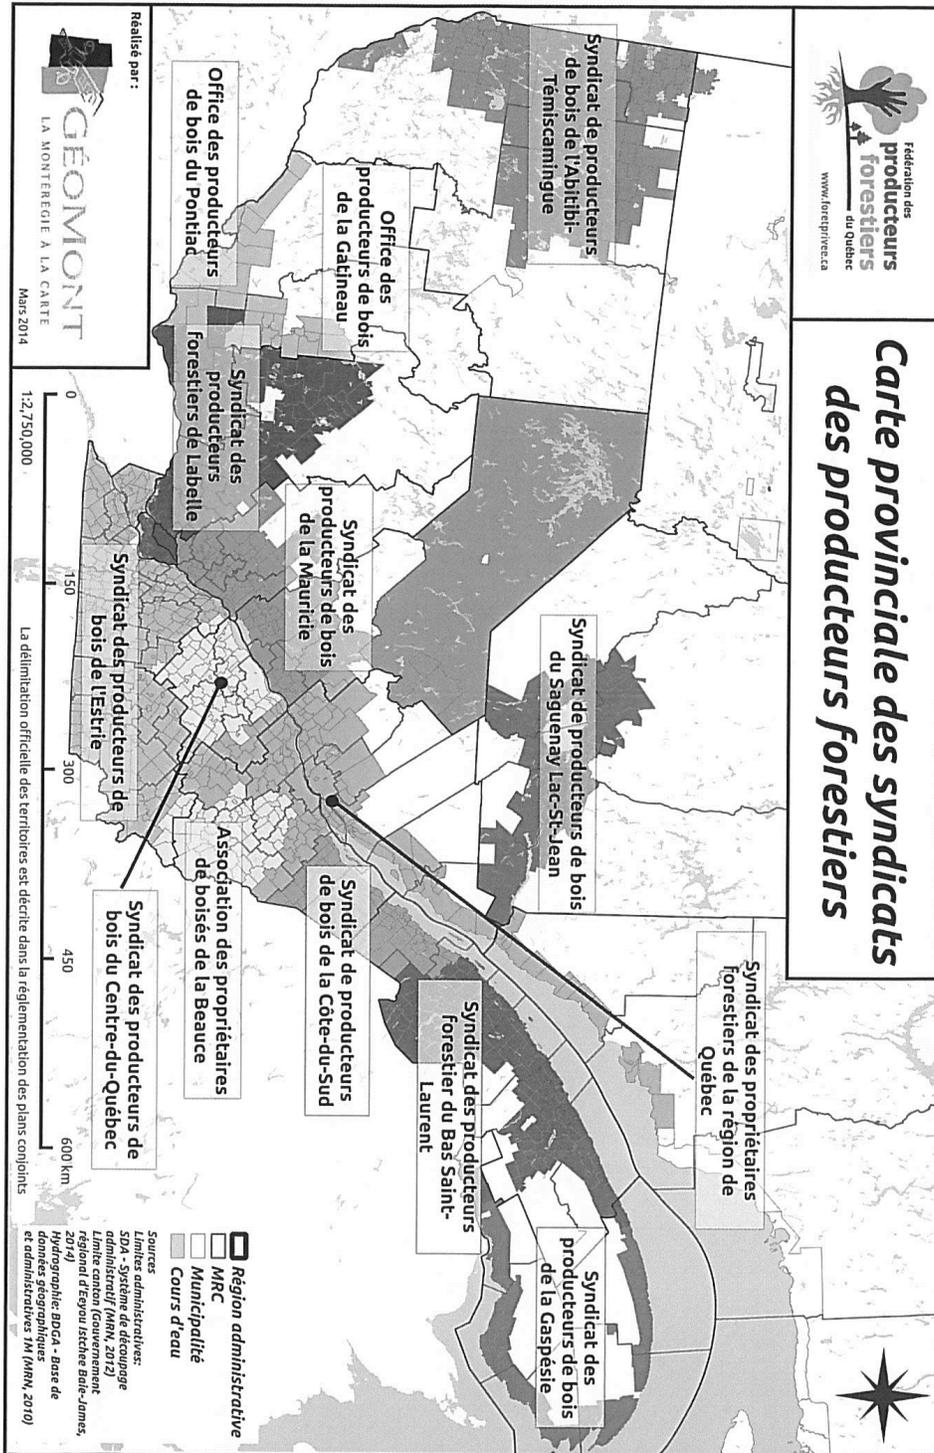 Fédération des
producteurs
forestiers
du Québec
www.foretprivee.ca
Carte provinciale des syndicats
des producteurs forestiers
Syndicat de producteurs
de bois de l'Abitibi-
Témiscamingue
Office des
producteurs de bois
de la Gatineau
Office des producteurs
de bois du Pontiac
Syndicat des
producteurs
forestiers de Labelle
Syndicat des
producteurs de bois
de la Mauricie
Syndicat de producteurs de bois
du Saguenay Lac-St-Jean
Syndicat des propriétaires
forestiers de la région de
Québec
Syndicat des
producteurs de bois
de la Gaspésie
Syndicat des producteurs
forestier du Bas Saint-
Laurent
Syndicat de producteurs
de bois de la Côte-du-Sud
Association des propriétaires
de boisés de la Beauce
Syndicat des producteurs de
bois du Centre-du-Québec
Syndicat des producteurs de
bois de l'Estrie
Région administrative
MRC
Municipalité
Cours d'eau
Sources
Limites administratives:
SDA - Système de découpage
administratif (MRN, 2012)
Limite canton (Gouvernement
régional d'Eeyou Istchee Baie-James,
2014)
Hydrographie: BDGA - Base de
données géographiques
et administratives 1M (MRN, 2010)
Réalisé par :
GÉOMONT
LA MONTÉRÉGIE À LA CARTE
Mars 2014
1:2,750,000
0 150 300 450 600 km
La délimitation officielle des territoires est décrite dans la réglementation des plans conjoints